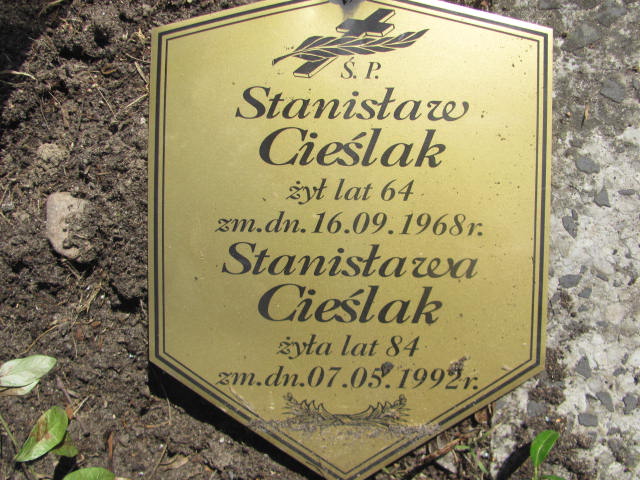 Ś. P.
Stanisław
Cieślak
żył lat 64
zm.dn.16.09.1968r.
Stanisława
Cieślak
żyła lat 84
zm.dn.07.05.1992r.